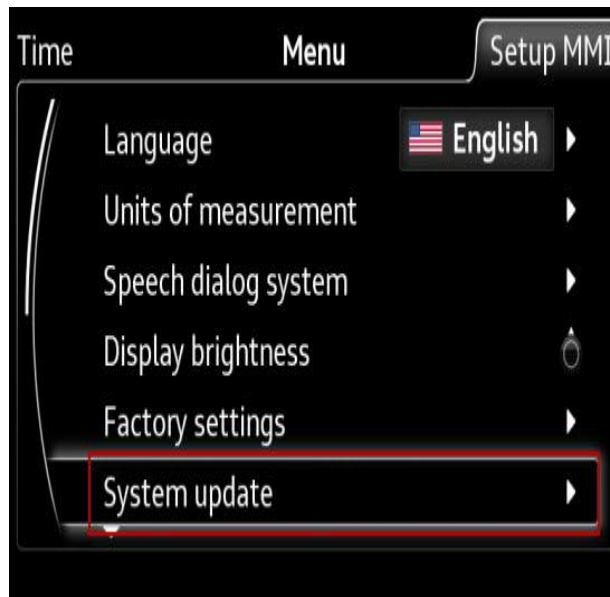 Time Menu Setup MMI
Language English
Units of measurement
Speech dialog system
Display brightness
Factory settings
System update